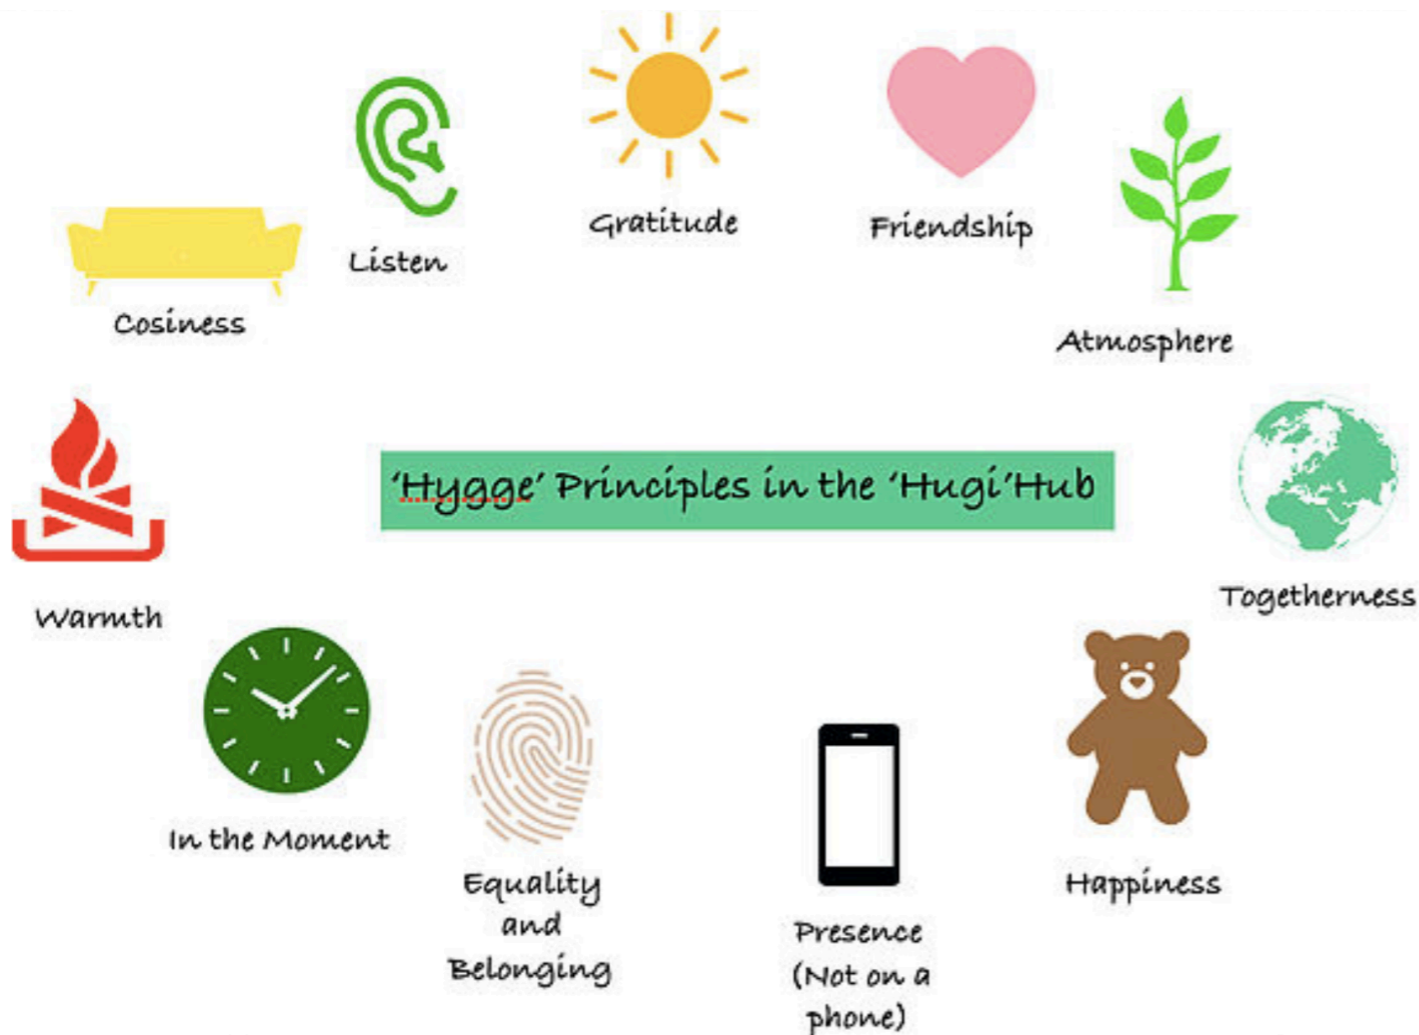 Gratitude
Friendship
Listen
Cosiness
Atmosphere
'Hygge' Principles in the 'Hugi'Hub
Togetherness
Warmth
In the Moment
Equality
and
Belonging
Presence
(Not on a
phone)
Happiness